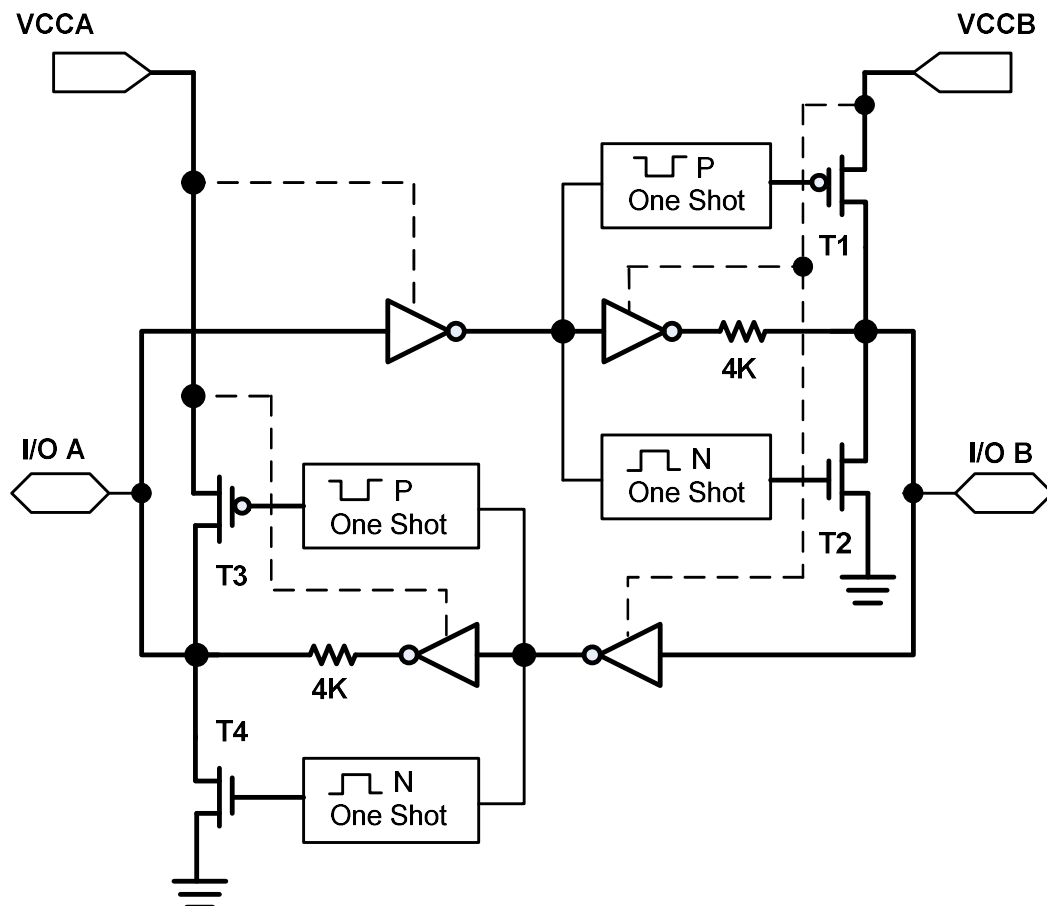 VCCA
VCCB
P
One Shot
T1
4K
I/O A
N
One Shot
I/O B
P
One Shot
T2
T3
4K
T4
N
One Shot